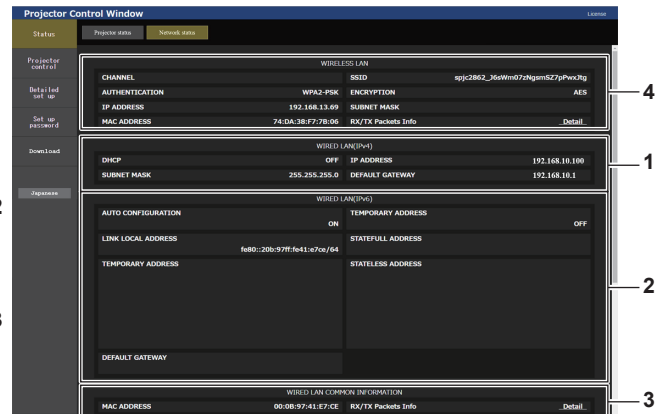 Projector Control Window
License
Status
Projector status
Network status
Projector control
Detailed set up
Set up password
Download
Japanese
WIRELESS LAN
CHANNEL
SSID spjc2862_J6sWm07zNgsmSZ7pPwxJtg
AUTHENTICATION WPA2-PSK
ENCRYPTION AES
IP ADDRESS 192.168.13.69
SUBNET MASK
MAC ADDRESS 74:DA:38:F7:7B:06
RX/TX Packets Info Detail
4
WIRED LAN(IPv4)
DHCP OFF
IP ADDRESS 192.168.10.100
SUBNET MASK 255.255.255.0
DEFAULT GATEWAY 192.168.10.1
1
WIRED LAN(IPv6)
AUTO CONFIGURATION
ON
TEMPORARY ADDRESS
OFF
LINK LOCAL ADDRESS
fe80::20b:97ff:fe41:e7ce/64
STATEFULL ADDRESS
TEMPORARY ADDRESS
STATELESS ADDRESS
DEFAULT GATEWAY
2
WIRED LAN COMMON INFORMATION
MAC ADDRESS 00:0B:97:41:E7:CE
RX/TX Packets Info Detail
3